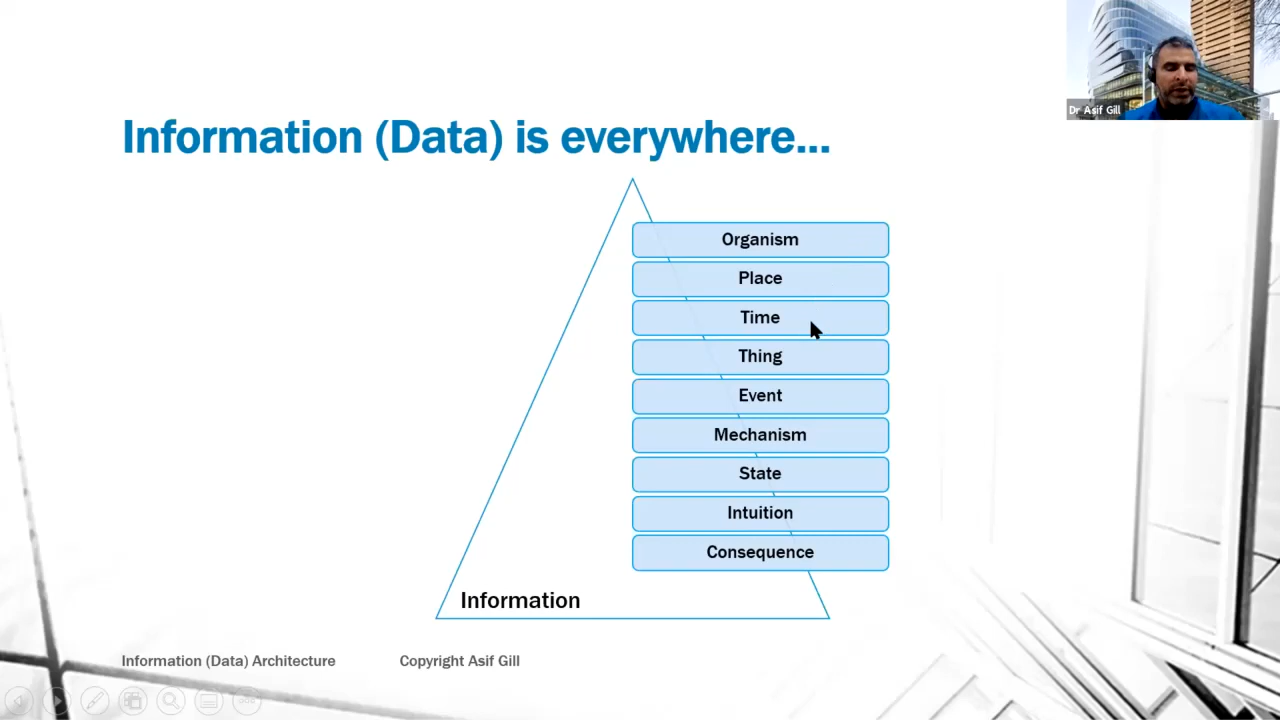 Dr Asif Gill
Information (Data) is everywhere...
Organism
Place
Time
Thing
Event
Mechanism
State
Intuition
Consequence
Information
Information (Data) Architecture
Copyright Asif Gill